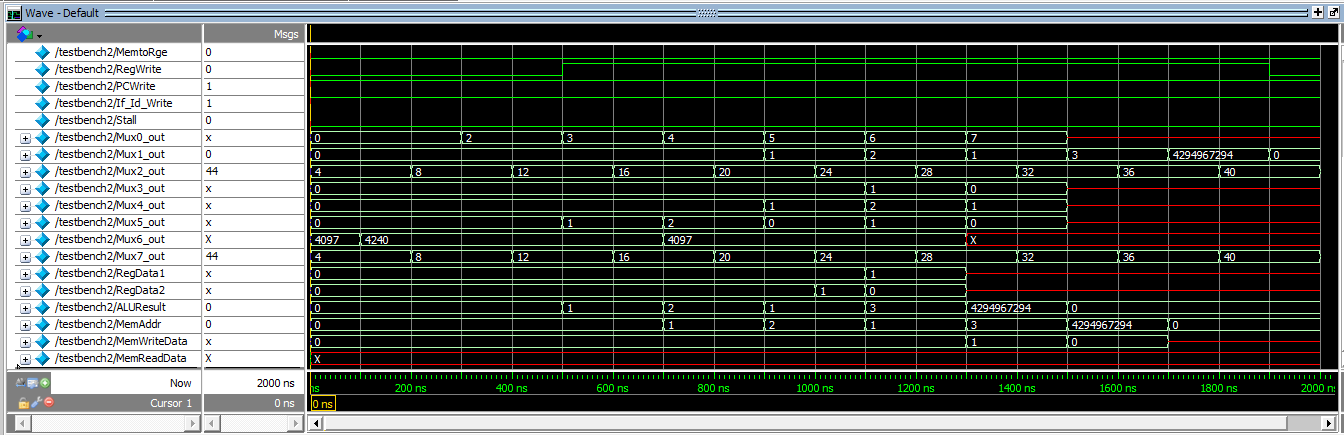 Wave - Default
Msgs
/testbench2/MemtoRge 0
/testbench2/RegWrite 0
/testbench2/PCWrite 1
/testbench2/If_Id_Write 1
/testbench2/Stall 0
/testbench2/Mux0_out x 0 2 3 4 5 6 7
/testbench2/Mux1_out 0 0 1 2 1 3 4294967294 0
/testbench2/Mux2_out 44 4 8 12 16 20 24 28 32 36 40
/testbench2/Mux3_out x 0 1 0
/testbench2/Mux4_out x 0 1 2 1
/testbench2/Mux5_out x 0 1 2 0 1 0
/testbench2/Mux6_out X 4097 4240 4097 X
/testbench2/Mux7_out 44 4 8 12 16 20 24 28 32 36 40
/testbench2/RegData1 x 0 1
/testbench2/RegData2 x 0 1 0
/testbench2/ALUResult 0 0 1 2 1 3 4294967294 0
/testbench2/MemAddr 0 0 1 2 1 3 4294967294 0
/testbench2/MemWriteData x 0 1 0
/testbench2/MemReadData X X
Now 2000 ns ns 200 ns 400 ns 600 ns 800 ns 1000 ns 1200 ns 1400 ns 1600 ns 1800 ns 2000 ns
Cursor 1 0 ns 0 ns